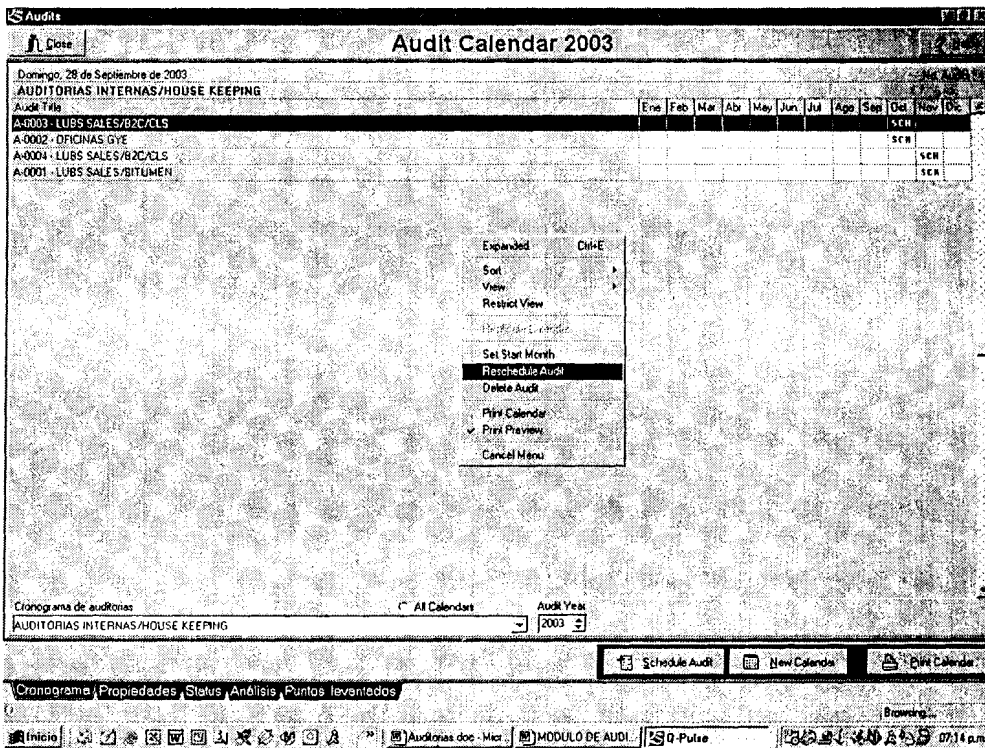 Audits
Close
Audit Calendar 2003
Domingo, 28 de Septiembre de 2003
AUDITORIAS INTERNAS/HOUSE KEEPING
Audit Title Ene Feb Mar Abr May Jun Jul Ago Sep Oct Nov Dic
A-0003 - LUBS SALES/B2C/CLS SCH
A-0002 - OFICINAS GYE SCH
A-0004 - LUBS SALES/B2C/CLS SCH
A-0001 - LUBS SALES/BITUMEN SCH
Expanded Ctrl+E
Sort
View
Restrict View
Set Start Month
Reschedule Audit
Delete Audit
Print Calendar
Print Preview
Cancel Menu
Cronograma de auditorias All Calendars Audit Year
AUDITORIAS INTERNAS/HOUSE KEEPING 2003
Schedule Audit New Calendar Print Calendar
Cronograma Propiedades Status Análisis Puntos levantados
Browsing...
Inicio Auditorias.doc - Micr... MODULO DE AUDI... Q-Pulse 07:14 p.m.